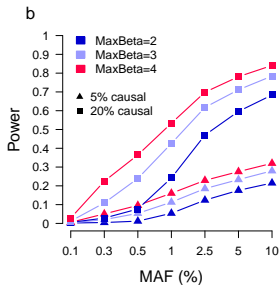 b
MaxBeta=2
MaxBeta=3
MaxBeta=4
5% causal
20% causal
Power
1
0.9
0.8
0.7
0.6
0.5
0.4
0.3
0.2
0.1
0
0.1 0.3 0.5 1 2.5 5 10
MAF (%)